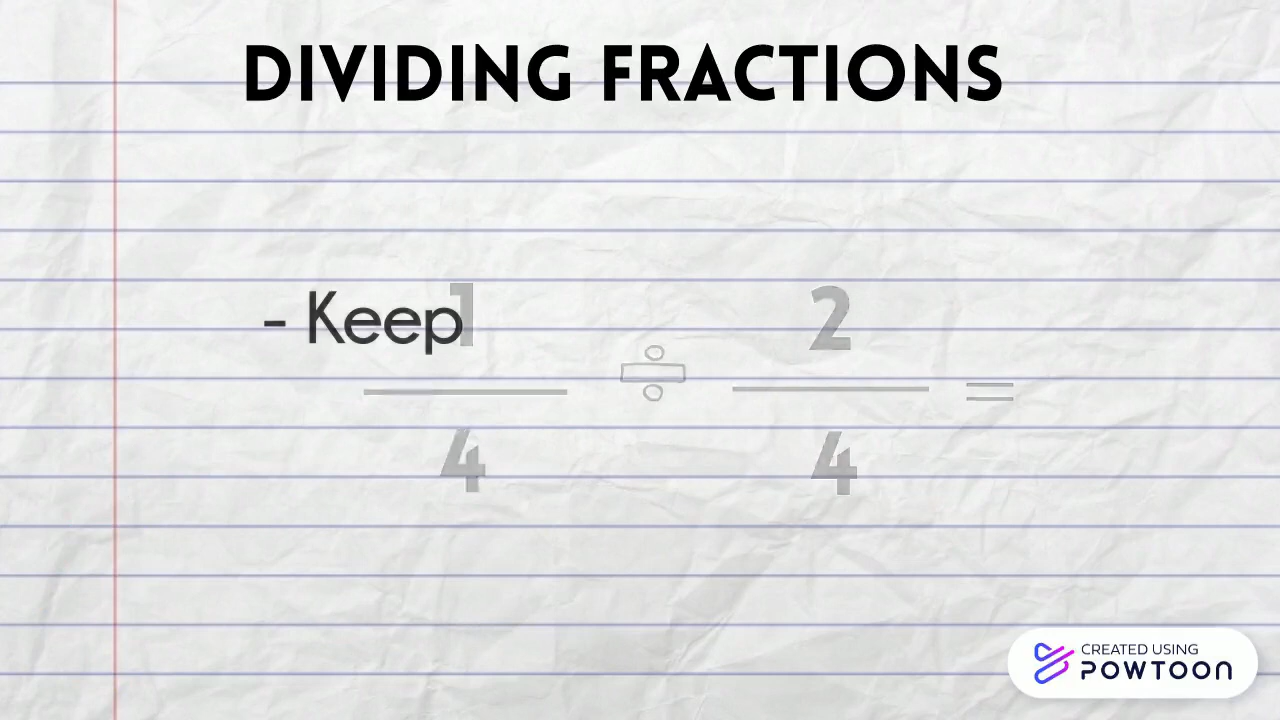 DIVIDING FRACTIONS
- Keep
1 ÷ 2 =
4 4
CREATED USING
POWTOON